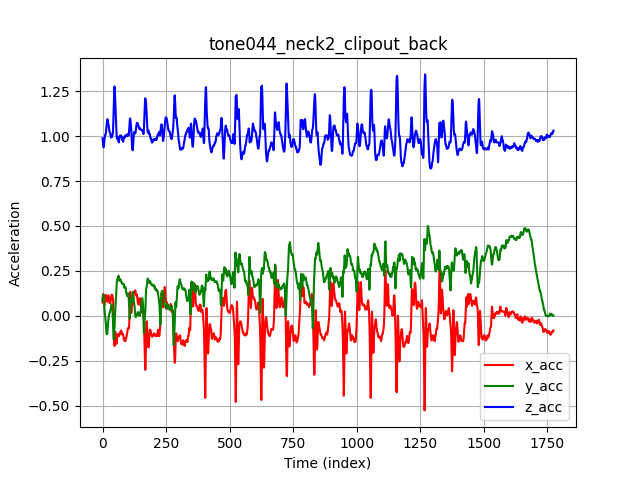 tone044_neck2_clipout_back
1.25
1.00
0.75
0.50
0.25
0.00
−0.25
−0.50
Acceleration
0 250 500 750 1000 1250 1500 1750
Time (index)
x_acc
y_acc
z_acc